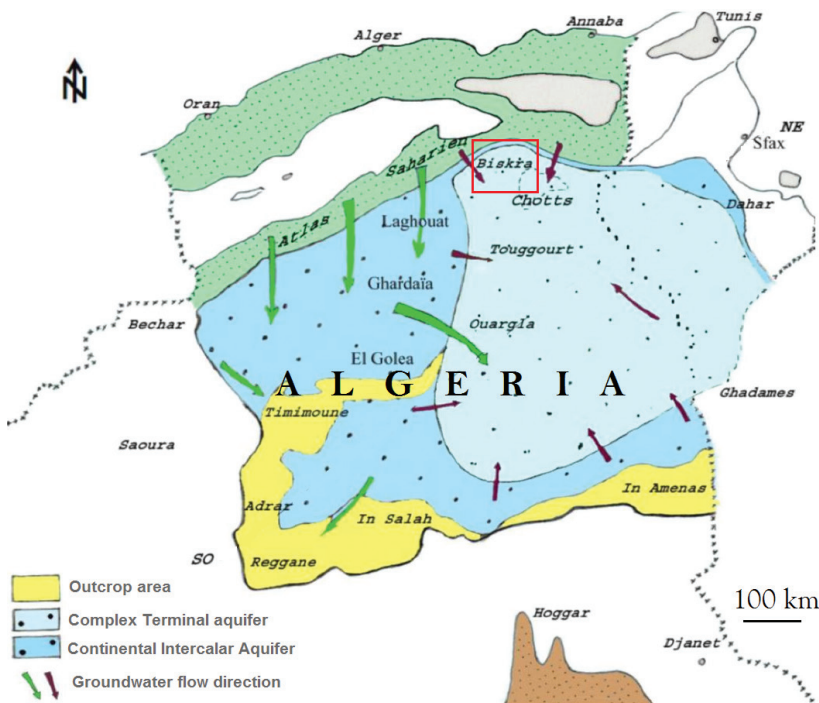 Tunis
Annaba
Alger
N
Oran
NE
Sfax
Saharien
Biskra
Atlas
Chotts
Dahar
Laghouat
Touggourt
Ghardaïa
Bechar
Ouargla
El Golea
ALGERIA
Ghadames
Timimoune
Saoura
In Amenas
Adrar
In Salah
SO
Reggane
Outcrop area
Complex Terminal aquifer
Continental Intercalar Aquifer
Groundwater flow direction
100 km
Hoggar
Djanet